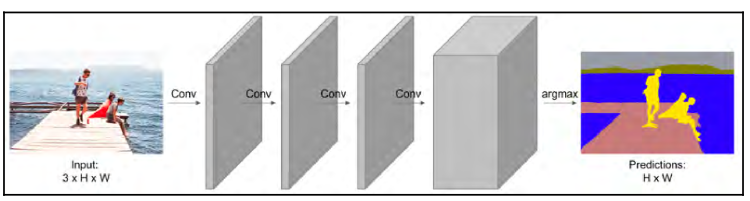 Conv
Conv
Conv
Conv
argmax
Input:
3 x H x W
Predictions:
H x W